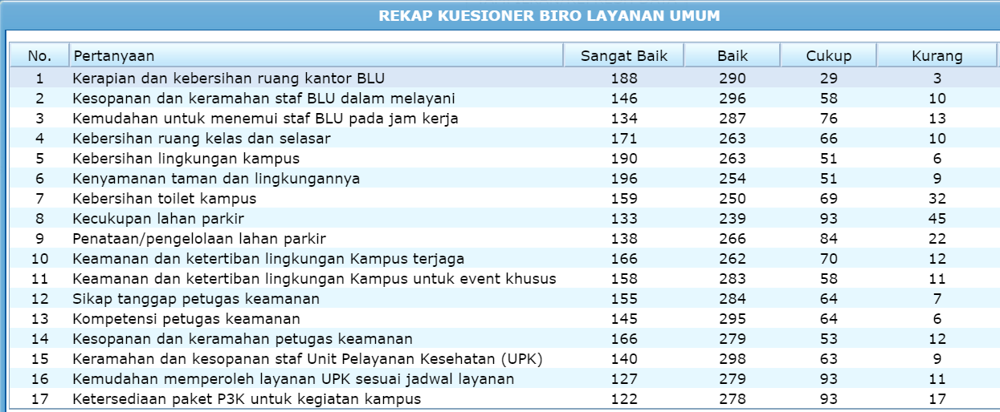 REKAP KUESIONER BIRO LAYANAN UMUM
No. Pertanyaan Sangat Baik Baik Cukup Kurang
1 Kerapian dan kebersihan ruang kantor BLU 188 290 29 3
2 Kesopanan dan keramahan staf BLU dalam melayani 146 296 58 10
3 Kemudahan untuk menemui staf BLU pada jam kerja 134 287 76 13
4 Kebersihan ruang kelas dan selasar 171 263 66 10
5 Kebersihan lingkungan kampus 190 263 51 6
6 Kenyamanan taman dan lingkungannya 196 254 51 9
7 Kebersihan toilet kampus 159 250 69 32
8 Kecukupan lahan parkir 133 239 93 45
9 Penataan/pengelolaan lahan parkir 138 266 84 22
10 Keamanan dan ketertiban lingkungan Kampus terjaga 166 262 70 12
11 Keamanan dan ketertiban lingkungan Kampus untuk event khusus 158 283 58 11
12 Sikap tanggap petugas keamanan 155 284 64 7
13 Kompetensi petugas keamanan 145 295 64 6
14 Kesopanan dan keramahan petugas keamanan 166 279 53 12
15 Keramahan dan kesopanan staf Unit Pelayanan Kesehatan (UPK) 140 298 63 9
16 Kemudahan memperoleh layanan UPK sesuai jadwal layanan 127 279 93 11
17 Ketersediaan paket P3K untuk kegiatan kampus 122 278 93 17